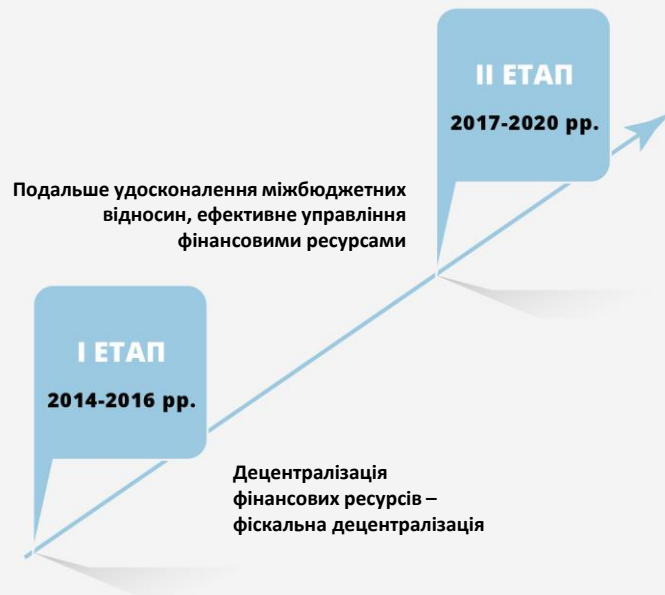 ІІ ЕТАП
2017-2020 рр.
Подальше удосконалення міжбюджетних
відносин, ефективне управління
фінансовими ресурсами
І ЕТАП
2014-2016 рр.
Децентралізація
фінансових ресурсів –
фіскальна децентралізація